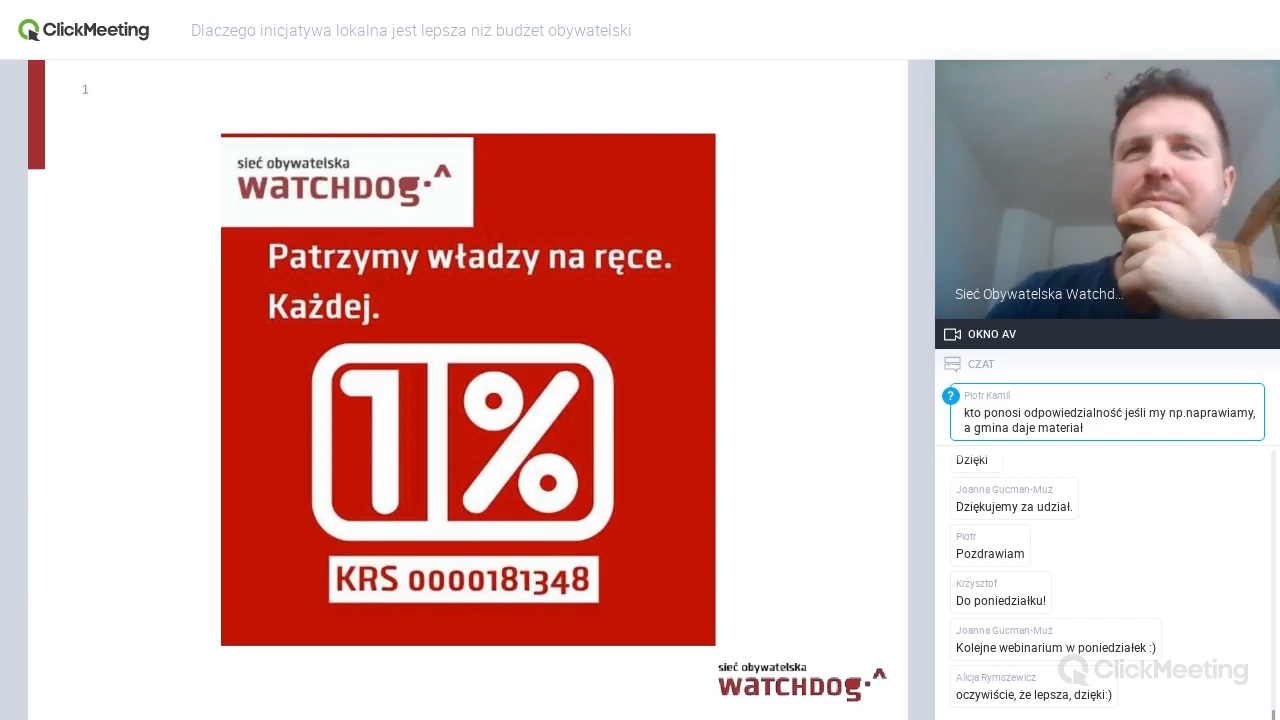 ClickMeeting
Dlaczego inicjatywa lokalna jest lepsza niż budżet obywatelski
1
sieć obywatelska
WATCHDOG
Patrzymy władzy na ręce.
Każdej.
1%
KRS 0000181348
sieć obywatelska
WATCHDOG
Sieć Obywatelska Watchd...
OKNO AV
CZAT
?
Piotr Kamil
kto ponosi odpowiedzialność jeśli my np.naprawiamy,
a gmina daje materiał
Dzięki
Joanna Gucman-Muż
Dziękujemy za udział.
Piotr
Pozdrawiam
Krzysztof
Do poniedziałku!
Joanna Gucman-Muż
Kolejne webinarium w poniedziałek :)
Alicja Rymszewicz
oczywiście, że lepsza, dzięki:)
ClickMeeting